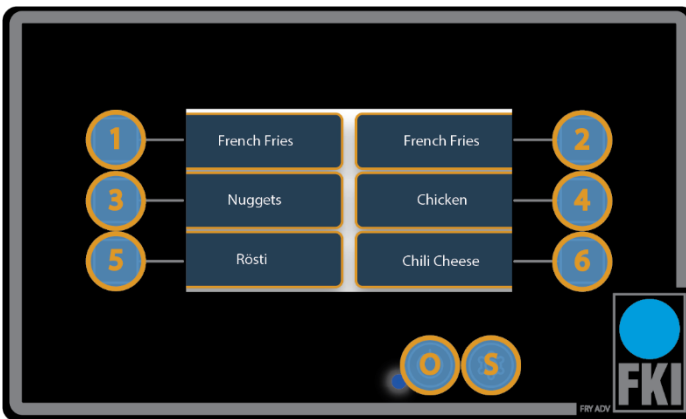 1 French Fries French Fries 2
3 Nuggets Chicken 4
5 Rösti Chili Cheese 6
O S
FKI
FRY ADV